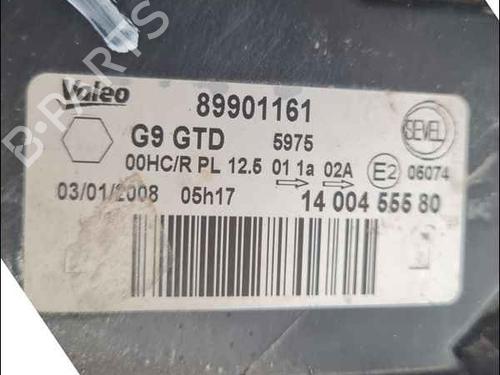 B-PARTS
Valeo
89901161
SEVEL
G9 GTD 5975
00HC/R PL 12.5 01 1a 02A E2 05074
03/01/2008 05h17
14 004 555 80